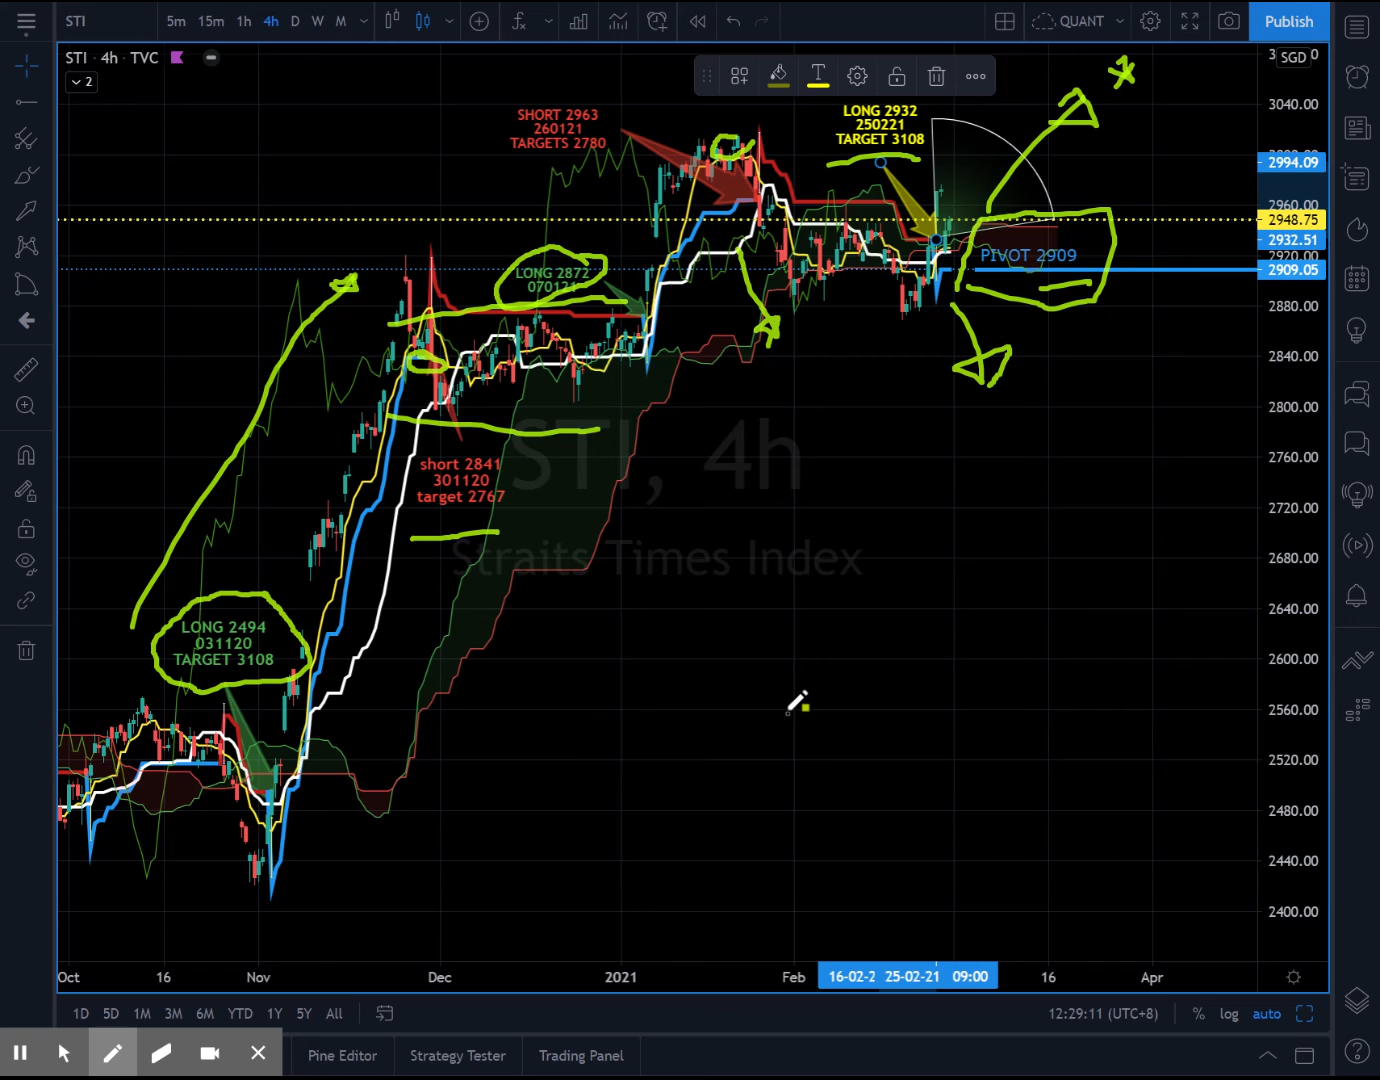 STI 5m 15m 1h 4h D W M QUANT Publish
STI · 4h · TVC
2
SGD
3040.00
2994.09
2960.00
2948.75
2932.51
2920.00
2909.05
2880.00
2840.00
2800.00
2760.00
2720.00
2680.00
2640.00
2600.00
2560.00
2520.00
2480.00
2440.00
2400.00
SHORT 2963
260121
TARGETS 2780
LONG 2932
250221
TARGET 3108
LONG 2872
070121
PIVOT 2909
short 2841
301120
target 2767
LONG 2494
031120
TARGET 3108
STI, 4h
Straits Times Index
Oct 16 Nov Dec 2021 Feb 16-02-2 25-02-21 09:00 16 Apr
1D 5D 1M 3M 6M YTD 1Y 5Y All 12:29:11 (UTC+8) % log auto
Pine Editor Strategy Tester Trading Panel